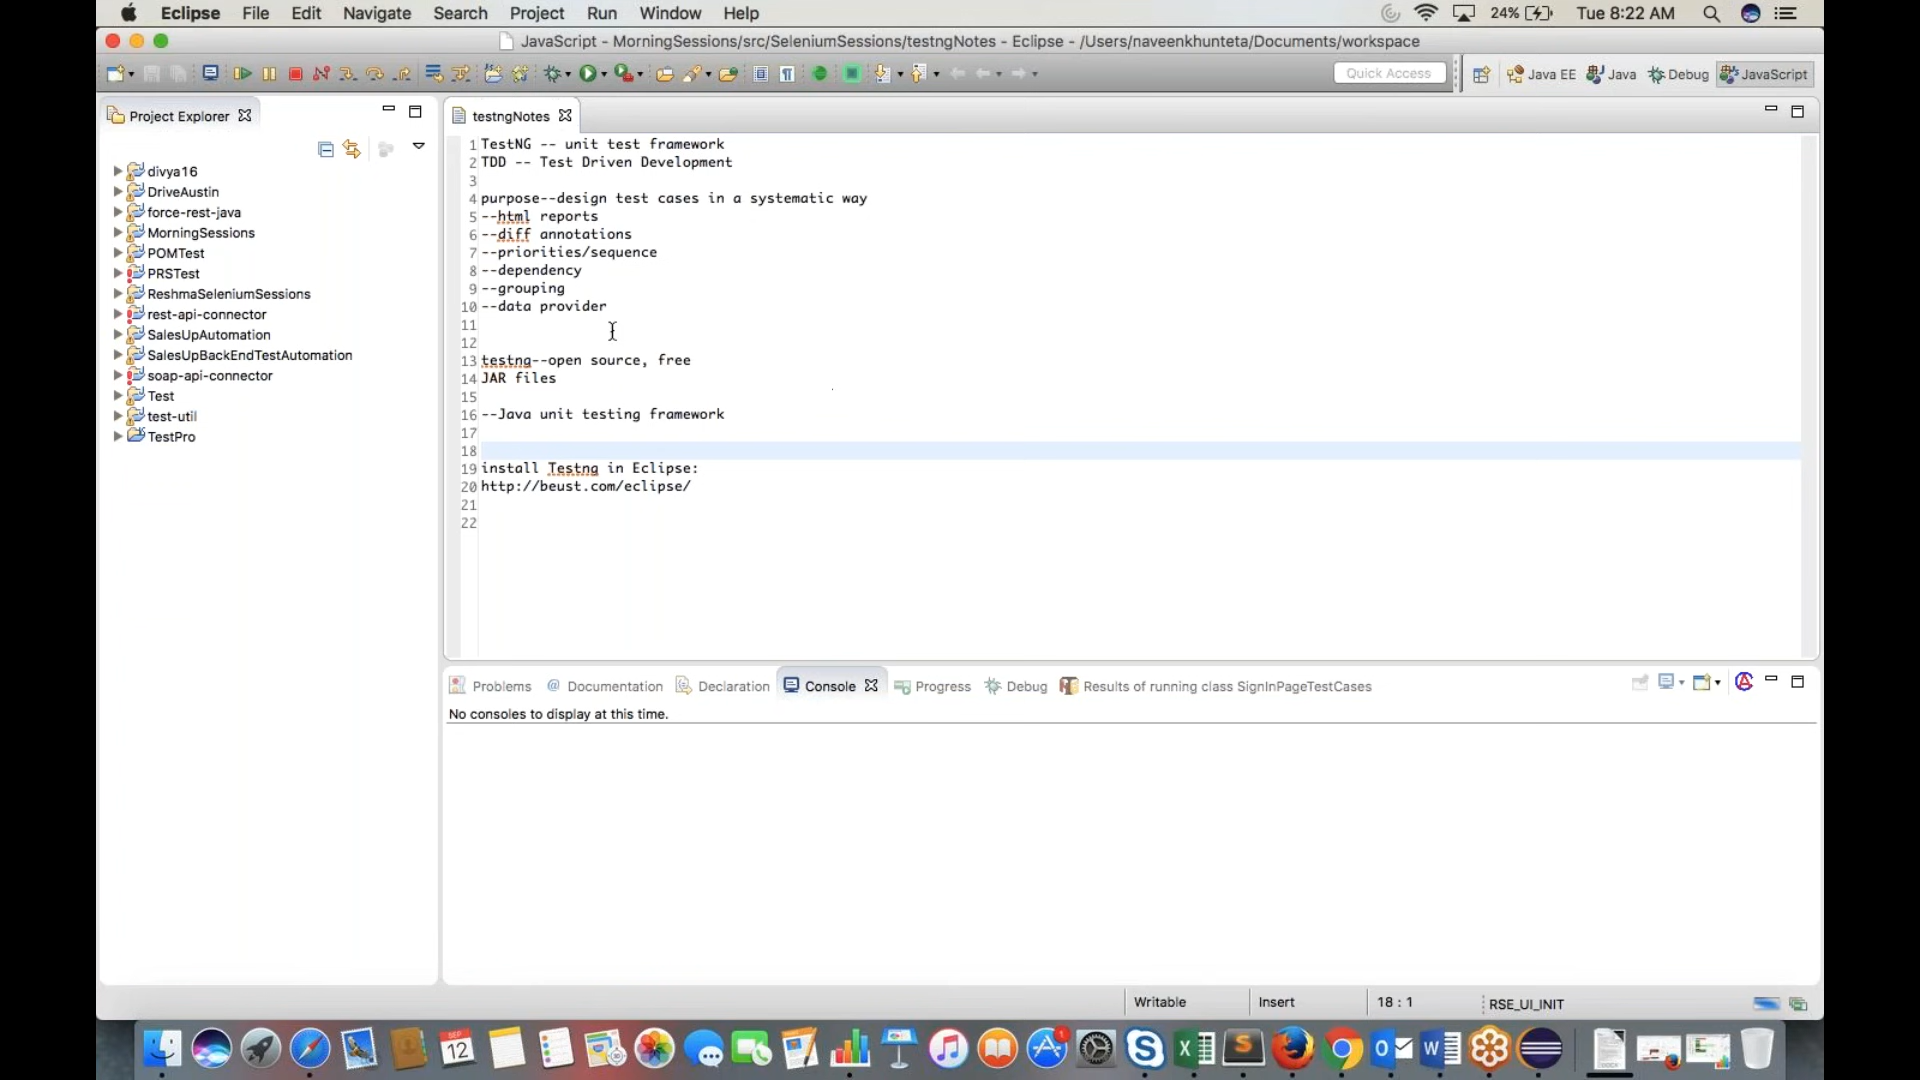 Eclipse File Edit Navigate Search Project Run Window Help 24% Tue 8:22 AM
JavaScript - MorningSessions/src/SeleniumSessions/testngNotes - Eclipse - /Users/naveenkhunteta/Documents/workspace
Quick Access Java EE Java Debug JavaScript
Project Explorer
divya16
DriveAustin
force-rest-java
MorningSessions
POMTest
PRSTest
ReshmaSeleniumSessions
rest-api-connector
SalesUpAutomation
SalesUpBackEndTestAutomation
soap-api-connector
Test
test-util
TestPro
testngNotes
1 TestNG -- unit test framework
2 TDD -- Test Driven Development
3
4 purpose--design test cases in a systematic way
5 --html reports
6 --diff annotations
7 --priorities/sequence
8 --dependency
9 --grouping
10 --data provider
11
12
13 testng--open source, free
14 JAR files
15
16 --Java unit testing framework
17
18
19 install Testng in Eclipse:
20 http://beust.com/eclipse/
21
22
Problems @ Documentation Declaration Console Progress Debug Results of running class SignInPageTestCases
No consoles to display at this time.
Writable Insert 18 : 1 RSE_UI_INIT
SEP
12
1